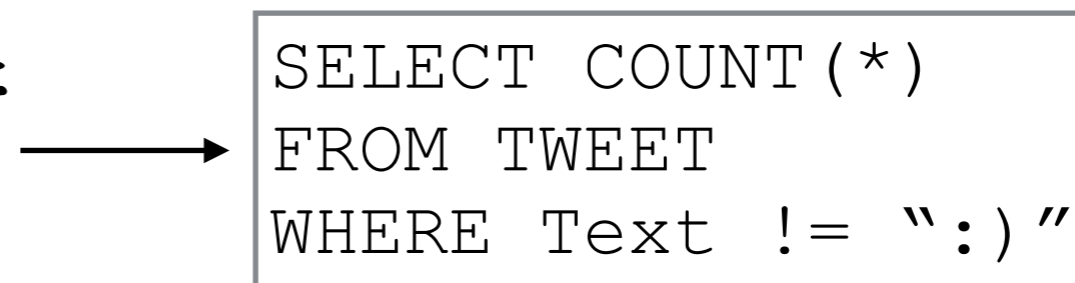 SELECT COUNT(*)
FROM TWEET
WHERE Text != “:)”